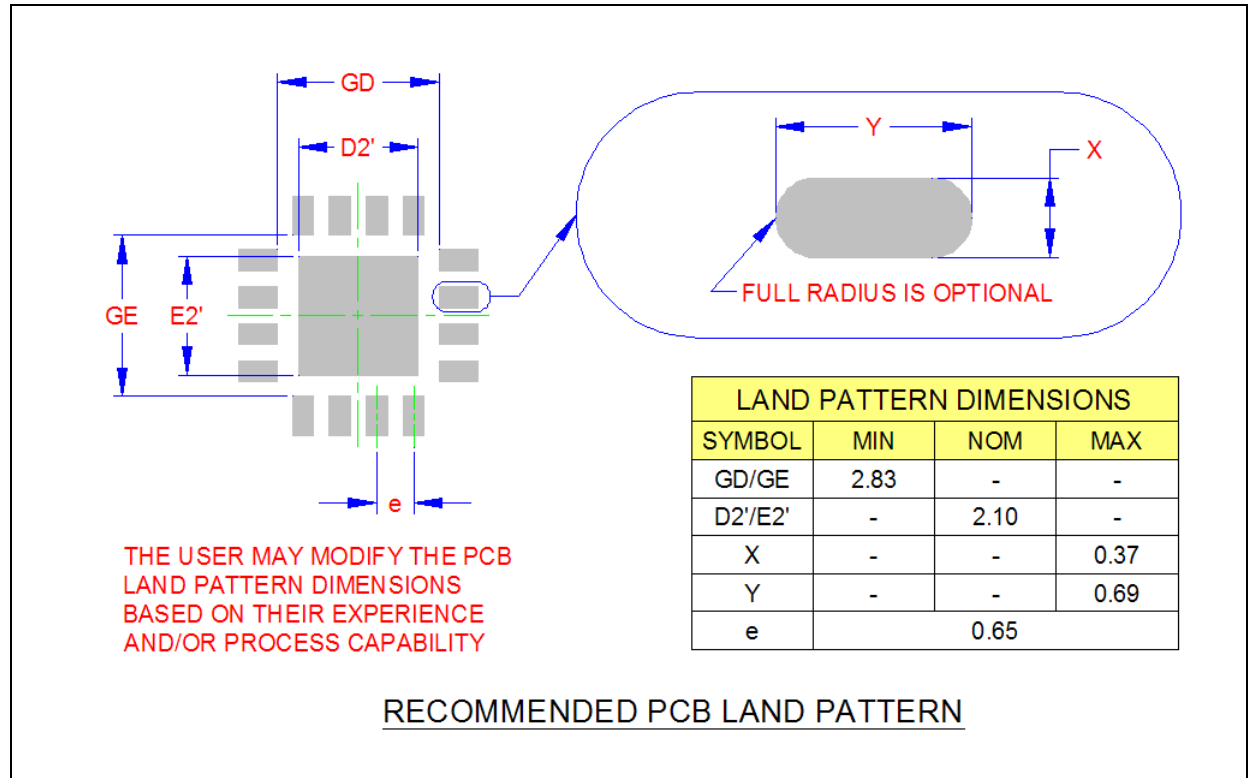 GD
D2'
GE
E2'
e
Y
X
FULL RADIUS IS OPTIONAL
THE USER MAY MODIFY THE PCB
LAND PATTERN DIMENSIONS
BASED ON THEIR EXPERIENCE
AND/OR PROCESS CAPABILITY
LAND PATTERN DIMENSIONS
SYMBOL MIN NOM MAX
GD/GE 2.83 - -
D2'/E2' - 2.10 -
X - - 0.37
Y - - 0.69
e 0.65
RECOMMENDED PCB LAND PATTERN